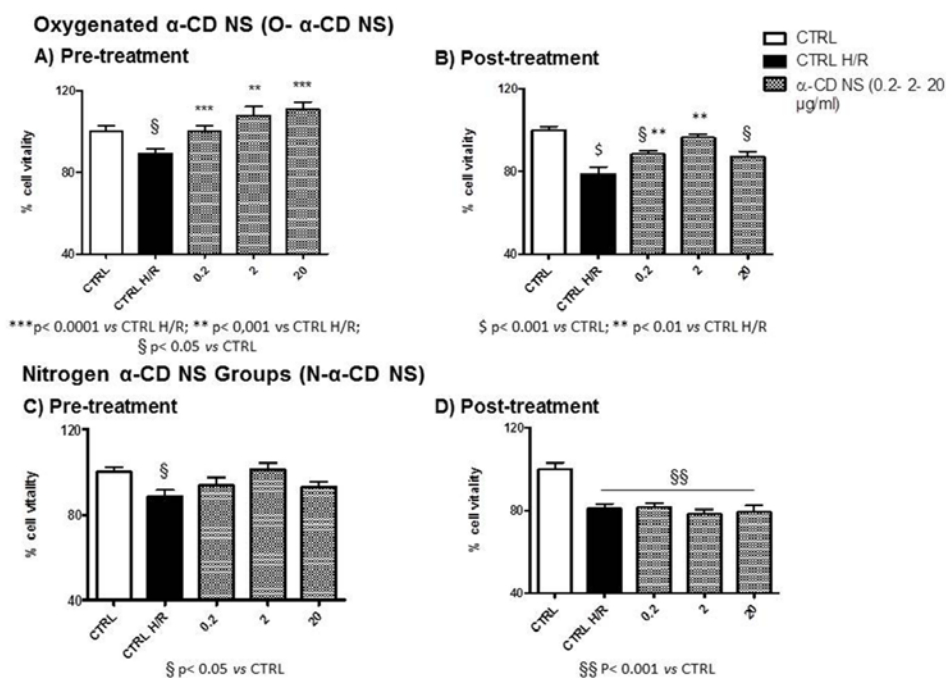 Oxygenated α-CD NS (O- α-CD NS)
A) Pre-treatment
% cell vitality
120
80
40
§
***
**
***
CTRL
CTRL H/R
0.2
2
20
***p< 0.0001 vs CTRL H/R; ** p< 0,001 vs CTRL H/R;
§ p< 0.05 vs CTRL
B) Post-treatment
% cell vitality
120
80
40
$
§ **
**
§
CTRL
CTRL H/R
0.2
2
20
$ p< 0.001 vs CTRL; ** p< 0.01 vs CTRL H/R
CTRL
CTRL H/R
α-CD NS (0.2- 2- 20
µg/ml)
Nitrogen α-CD NS Groups (N-α-CD NS)
C) Pre-treatment
% cell vitality
120
80
40
§
CTRL
CTRL H/R
0.2
2
20
§ p< 0.05 vs CTRL
D) Post-treatment
% cell vitality
120
80
40
§§
CTRL
CTRL H/R
0.2
2
20
§§ P< 0.001 vs CTRL